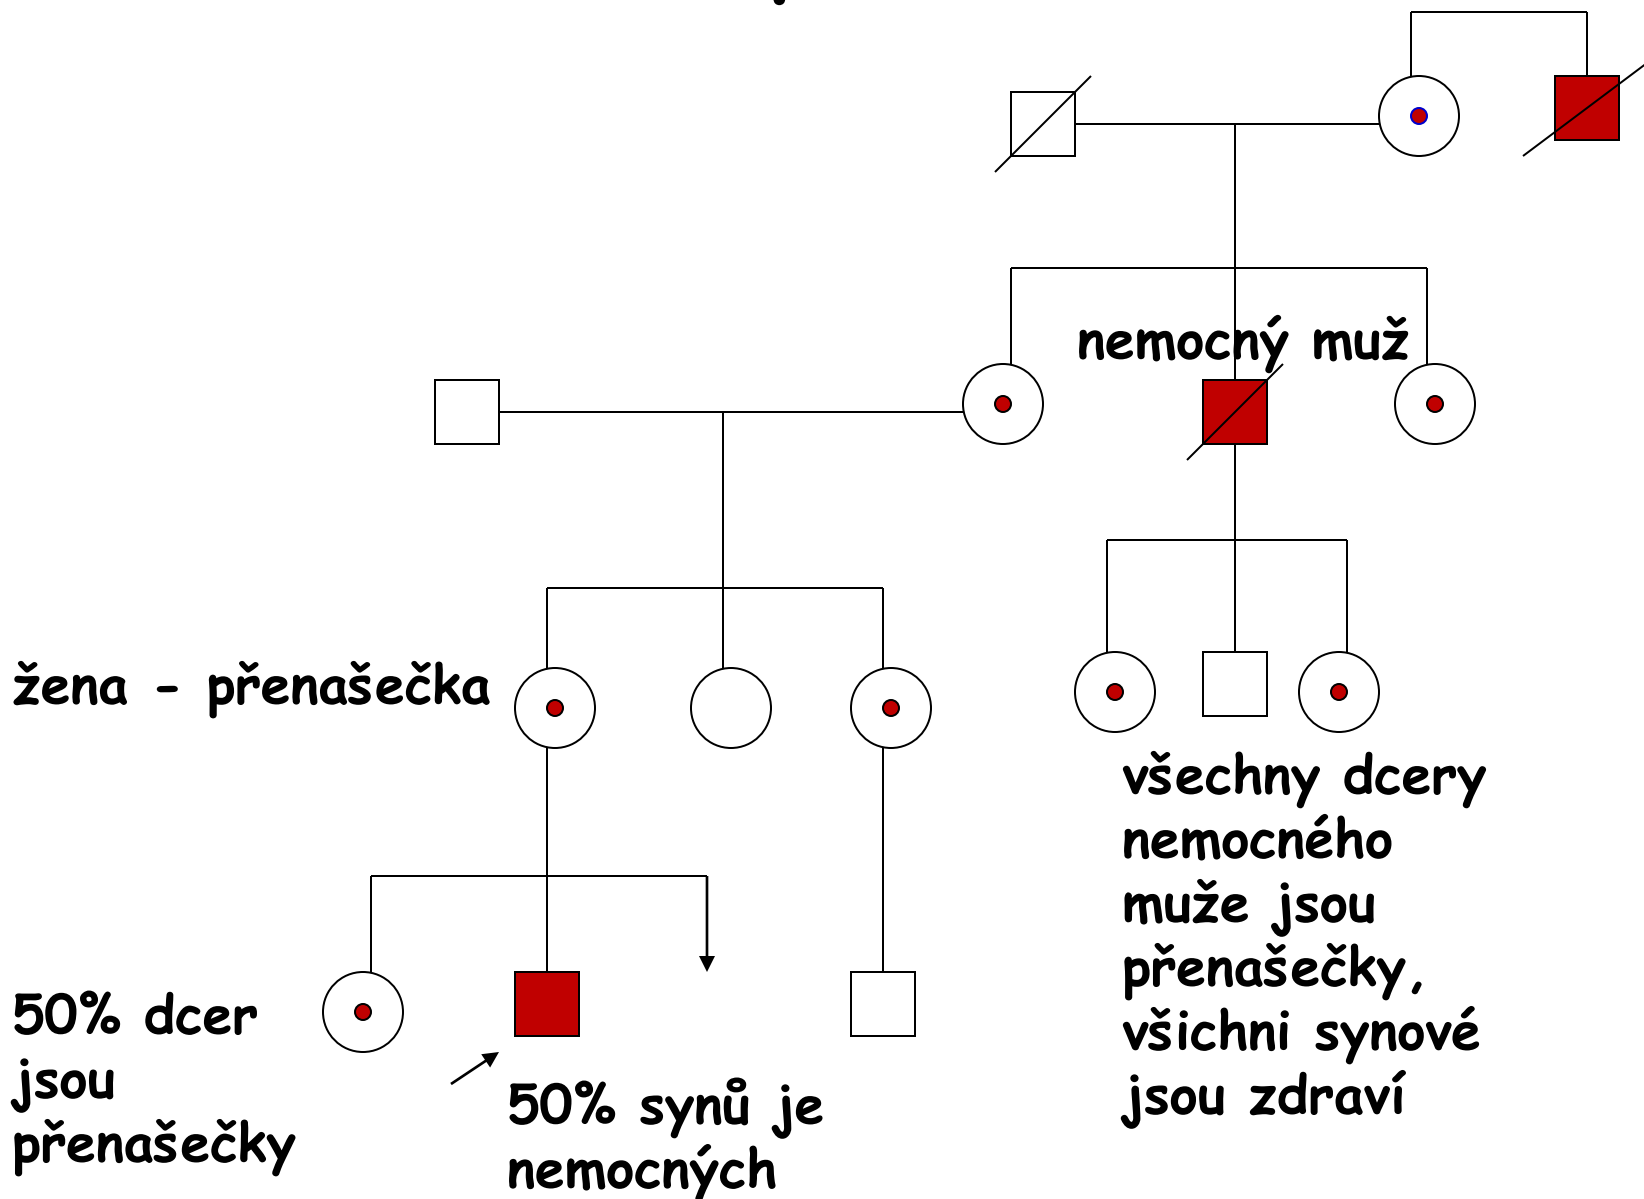 nemocný muž
žena - přenašečka
všechny dcery
nemocného
muže jsou
přenašečky,
všichni synové
jsou zdraví
50% dcer
jsou
přenašečky
50% synů je
nemocných